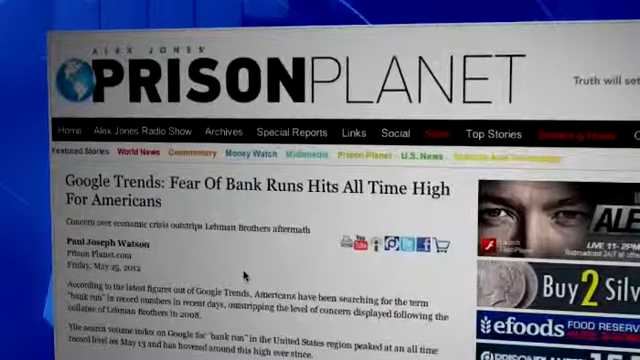 ALEX JONES'
PRISONPLANET
Truth will set
Home Alex Jones Radio Show Archives Special Reports Links Social Top Stories
Featured Stories World News Commentary Money Watch Multimedia Prison Planet U.S. News
Google Trends: Fear Of Bank Runs Hits All Time High
For Americans
Concern over economic crisis outstrips Lehman Brothers aftermath
Paul Joseph Watson
Prison Planet.com
Friday, May 25, 2012
According to the latest figures out of Google Trends, Americans have been searching for the term
"bank run" in record numbers in recent days, outstripping the level of concern displayed following the
collapse of Lehman Brothers in 2008.
The search volume index on Google for "bank run" in the United States region peaked at an all time
record level on May 13 and has hovered around this high ever since.
You
Tube
ALE
LIVE 11-2PM
Buy 2 Silv
efoods FOOD RESERV